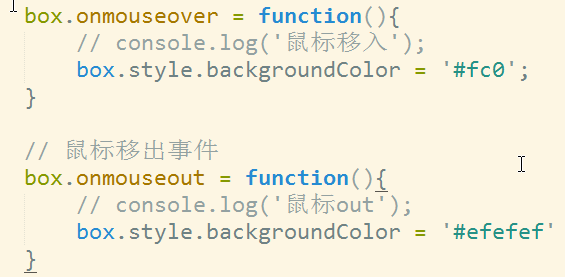 box.onmouseover = function(){
    // console.log('鼠标移入');
    box.style.backgroundColor = '#fc0';
}
// 鼠标移出事件
box.onmouseout = function(){
    // console.log('鼠标out');
    box.style.backgroundColor = '#efefef'
}